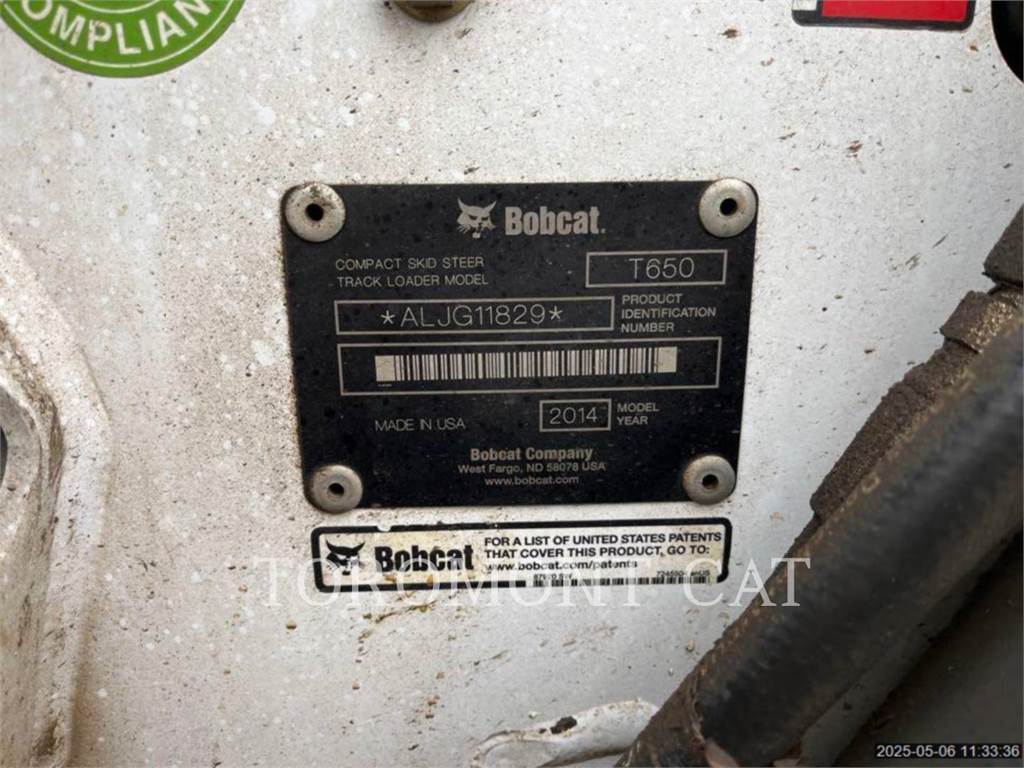 COMPLIANT
Bobcat.
COMPACT SKID STEER
TRACK LOADER MODEL
T650
*ALJG11829*
PRODUCT
IDENTIFICATION
NUMBER
MADE IN USA
2014
MODEL
YEAR
Bobcat Company
West Fargo, ND 58078 USA
www.bobcat.com
Bobcat
FOR A LIST OF UNITED STATES PATENTS
THAT COVER THIS PRODUCT, GO TO:
www.bobcat.com/patents
TOROMONT CAT
2025-05-06 11:33:36